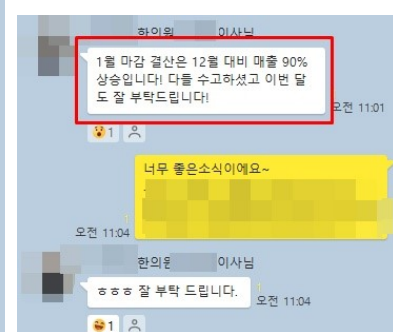 한의원 이사님
1월 마감 결산은 12월 대비 매출 90%
상승입니다! 다들 수고하셨고 이번 달
도 잘 부탁드립니다!
오전 11:01
1
너무 좋은소식이에요~
1
오전 11:04
한의원 이사님
ㅎㅎㅎ 잘 부탁 드립니다.
1
오전 11:04
1